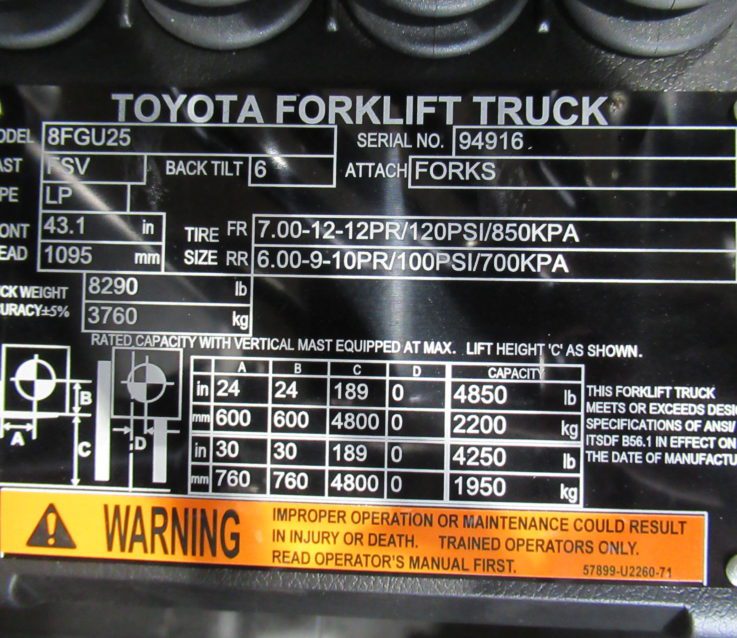 TOYOTA FORKLIFT TRUCK
ODEL 8FGU25 SERIAL NO. 94916
AST FSV BACK TILT 6 ATTACH FORKS
PE LP
ONT 43.1 in TIRE FR 7.00-12-12PR/120PSI/850KPA
EAD 1095 mm SIZE RR 6.00-9-10PR/100PSI/700KPA
CK WEIGHT 8290 lb
URACY±5% 3760 kg
RATED CAPACITY WITH VERTICAL MAST EQUIPPED AT MAX. LIFT HEIGHT 'C' AS SHOWN.
A B C D CAPACITY
in 24 24 189 0 4850 lb
mm 600 600 4800 0 2200 kg
in 30 30 189 0 4250 lb
mm 760 760 4800 0 1950 kg
B
A
C
D
THIS FORKLIFT TRUCK
MEETS OR EXCEEDS DESI
SPECIFICATIONS OF ANSI/
ITSDF B56.1 IN EFFECT ON
THE DATE OF MANUFACTU
WARNING
IMPROPER OPERATION OR MAINTENANCE COULD RESULT
IN INJURY OR DEATH. TRAINED OPERATORS ONLY.
READ OPERATOR'S MANUAL FIRST. 57899-U2260-71